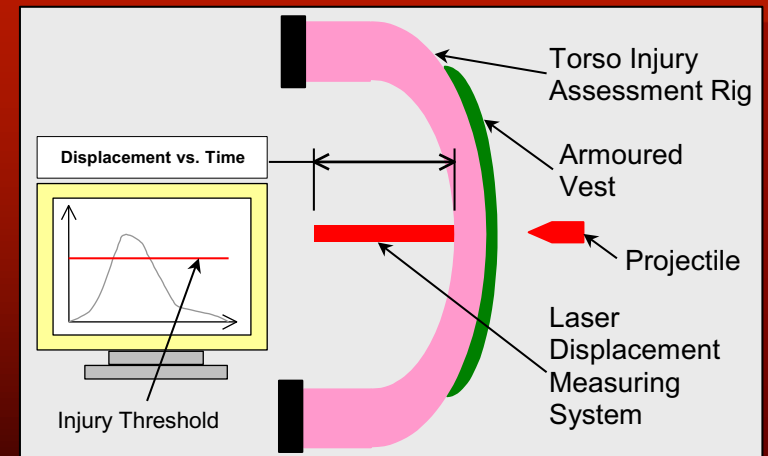 Torso Injury
Assessment Rig
Displacement vs. Time
Armoured
Vest
Projectile
Laser
Displacement
Measuring
System
Injury Threshold